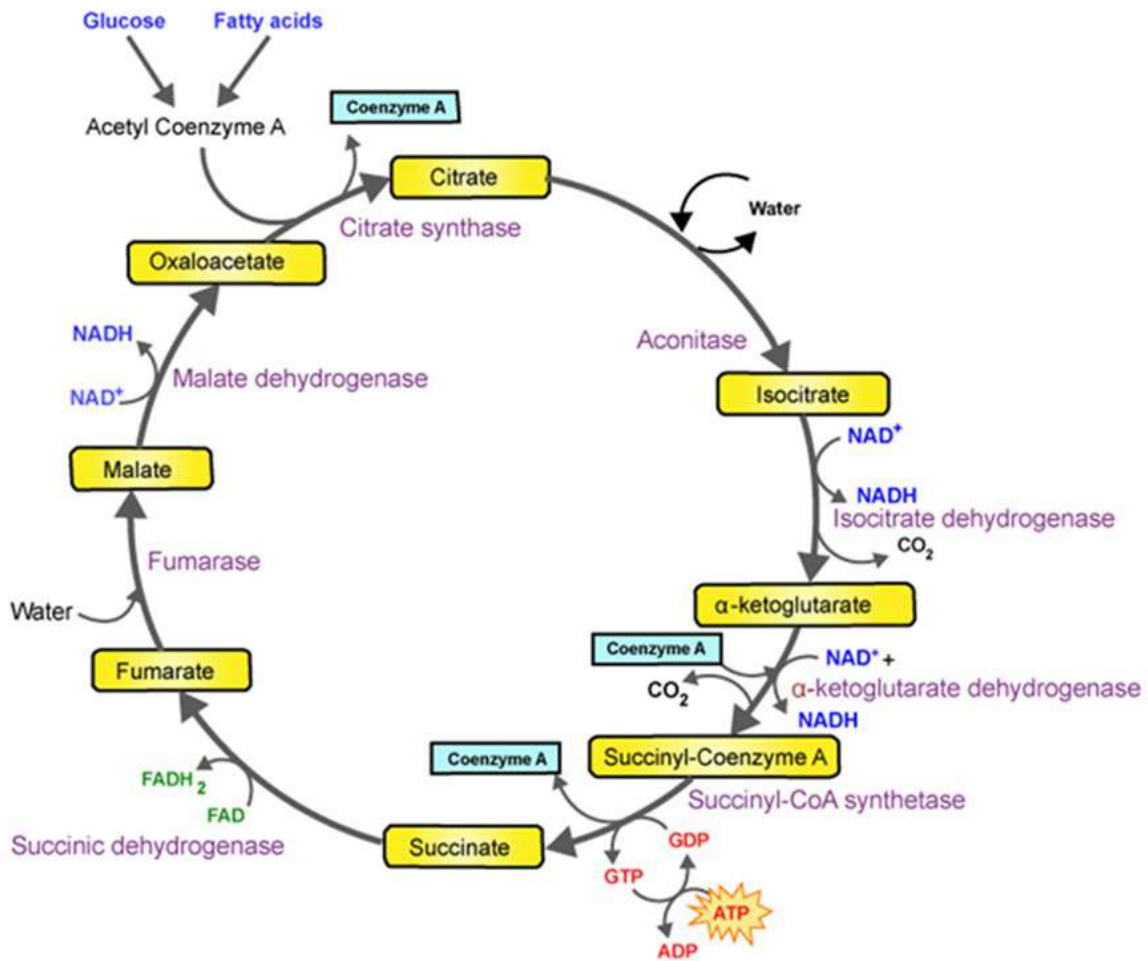 Glucose
Fatty acids
Acetyl Coenzyme A
Coenzyme A
Citrate
Citrate synthase
Water
Aconitase
Isocitrate
NAD⁺
NADH
Isocitrate dehydrogenase
CO₂
α-ketoglutarate
Coenzyme A
NAD⁺ +
α-ketoglutarate dehydrogenase
CO₂
NADH
Succinyl-Coenzyme A
Succinyl-CoA synthetase
Coenzyme A
GDP
GTP
ATP
ADP
Succinate
FADH₂
FAD
Succinic dehydrogenase
Fumarate
Water
Fumarase
Malate
NAD⁺
NADH
Malate dehydrogenase
Oxaloacetate